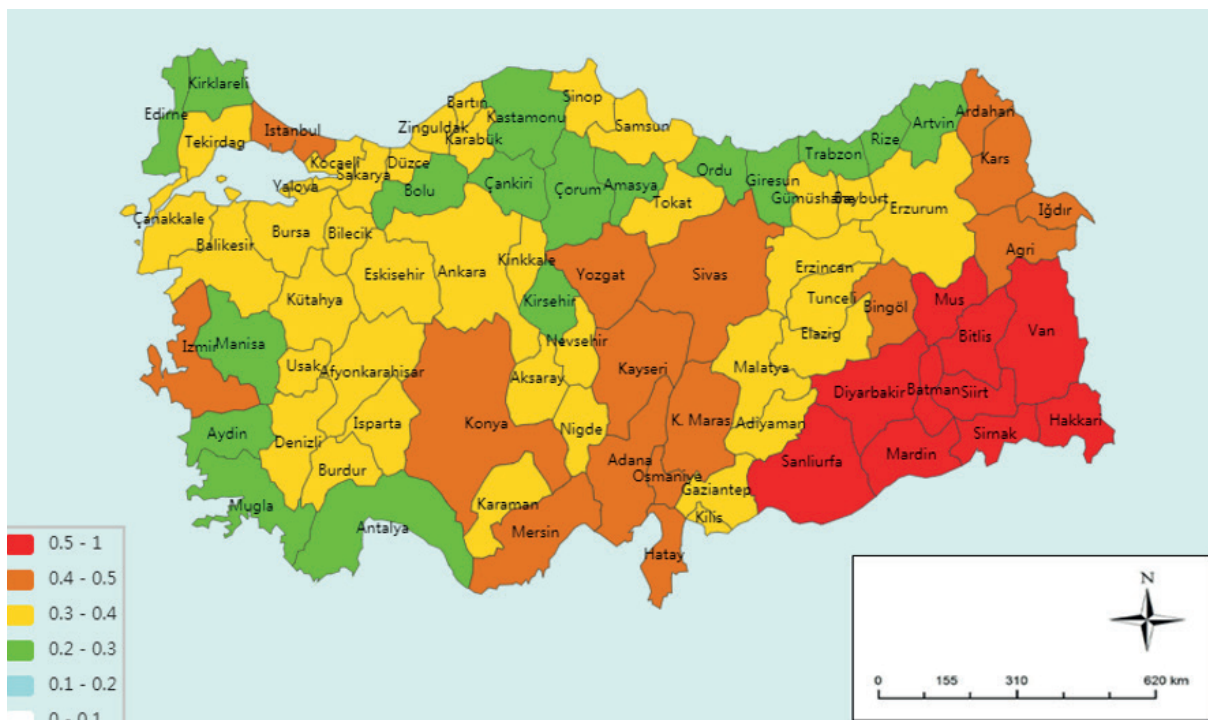 Kirklareli
Edirne
Tekirdag
Istanbul
Kocaeli
Yalova
Sakarya
Düzce
Bolu
Zinguldak
Bartın
Karabük
Kastamonu
Sinop
Samsun
Çankiri
Çorum
Amasya
Tokat
Ordu
Giresun
Trabzon
Rize
Artvin
Ardahan
Kars
Gümüshane
Bayburt
Erzurum
Iğdır
Agri
Çanakkale
Balikesir
Bursa
Bilecik
Eskisehir
Ankara
Kinkkale
Kirsehir
Yozgat
Sivas
Erzincan
Tunceli
Bingöl
Mus
Bitlis
Van
Kütahya
Izmir
Manisa
Usak
Afyonkarahisar
Aksaray
Nevsehir
Kayseri
Malatya
Elazig
Diyarbakir
Batman
Siirt
Hakkari
Sirnak
Mardin
Sanliurfa
Adiyaman
K. Maras
Aydin
Denizli
Isparta
Burdur
Konya
Nigde
Adana
Osmaniye
Gaziantep
Kilis
Mugla
Antalya
Karaman
Mersin
Hatay
0.5 - 1
0.4 - 0.5
0.3 - 0.4
0.2 - 0.3
0.1 - 0.2
0 - 0.1
N
0 155 310 620 km